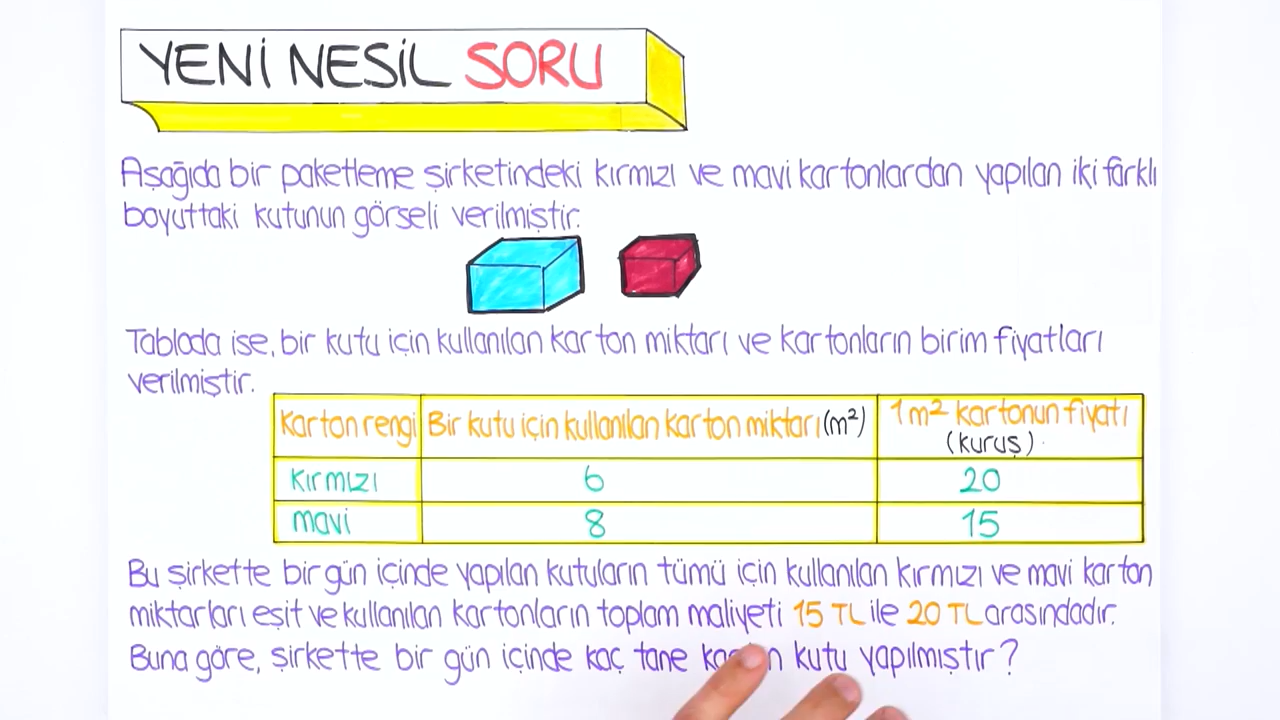 YENİ NESİL SORU
Aşağıda bir paketleme şirketindeki kırmızı ve mavi kartonlardan yapılan iki farklı
boyuttaki kutunun görseli verilmiştir.
Tabloda ise, bir kutu için kullanılan karton miktarı ve kartonların birim fiyatları
verilmiştir.
Karton rengi Bir kutu için kullanılan karton miktarı (m²) 1 m² kartonun fiyatı
(kuruş)
kırmızı 6 20
mavi 8 15
Bu şirkette bir gün içinde yapılan kutuların tümü için kullanılan kırmızı ve mavi karton
miktarları eşit ve kullanılan kartonların toplam maliyeti 15 TL ile 20 TL arasındadır.
Buna göre, şirkette bir gün içinde kaç tane kutu yapılmıştır?